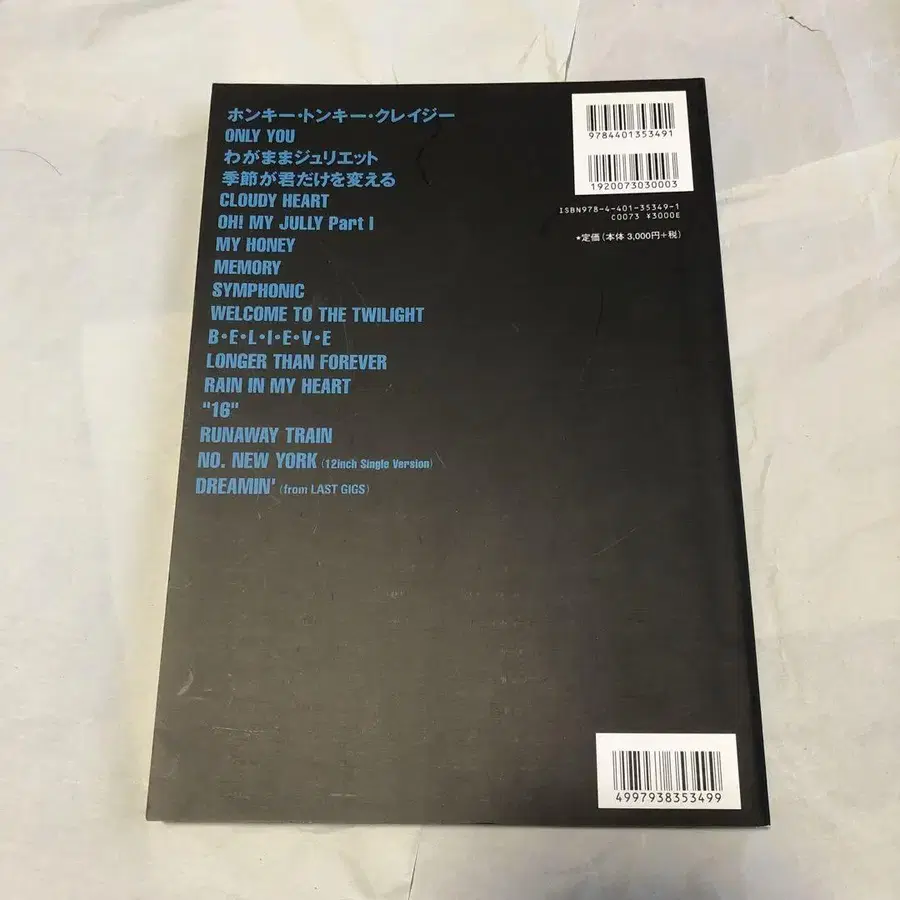 ホンキー・トンキー・クレイジー
ONLY YOU
わがままジュリエット
季節が君だけを変える
CLOUDY HEART
OH! MY JULLY Part I
MY HONEY
MEMORY
SYMPHONIC
WELCOME TO THE TWILIGHT
B・E・L・I・E・V・E
LONGER THAN FOREVER
RAIN IN MY HEART
"16"
RUNAWAY TRAIN
NO. NEW YORK (12inch Single Version)
DREAMIN' (from LAST GIGS)
9784401353491
1920073030003
ISBN978-4-401-35349-1
C0073 ¥3000E
★定価(本体 3,000円+税)
4997938353499